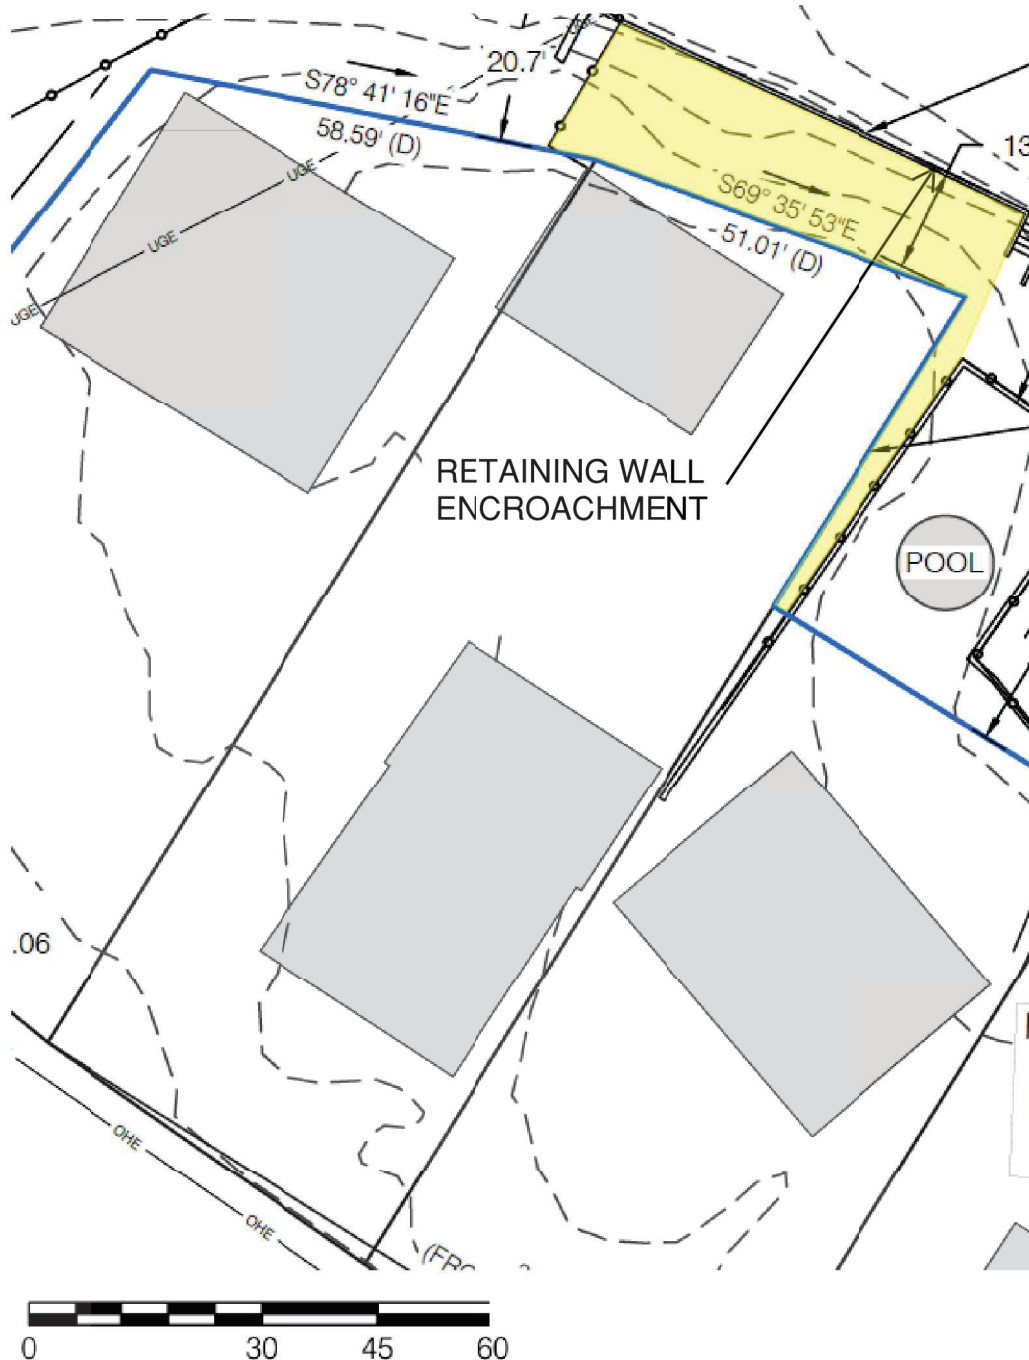 20.7'
S78° 41' 16"E
58.59' (D)
13
UGE
UGE
UGE
S69° 35' 53"E
51.01' (D)
RETAINING WALL
ENCROACHMENT
POOL
.06
OHE
OHE
0 30 45 60